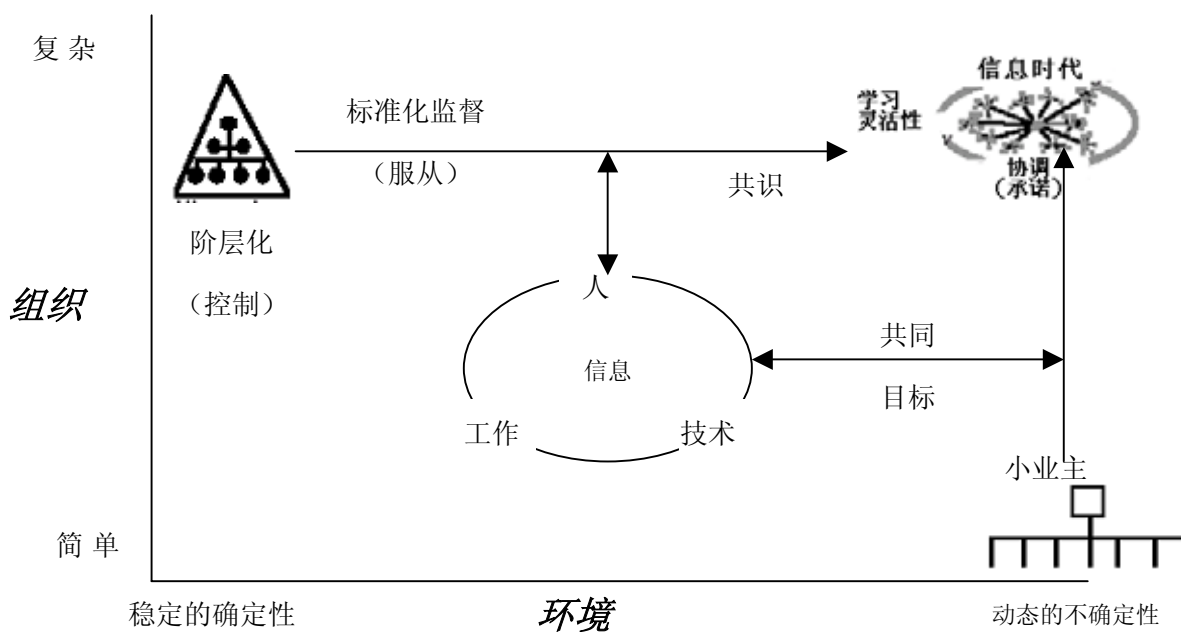 复 杂
信息时代
学习
灵活性
标准化监督
（服从）
共识
协调
（承诺）
阶层化
（控制）
组织
人
信息
工作
技术
共同
目标
小业主
简 单
稳定的确定性
环境
动态的不确定性